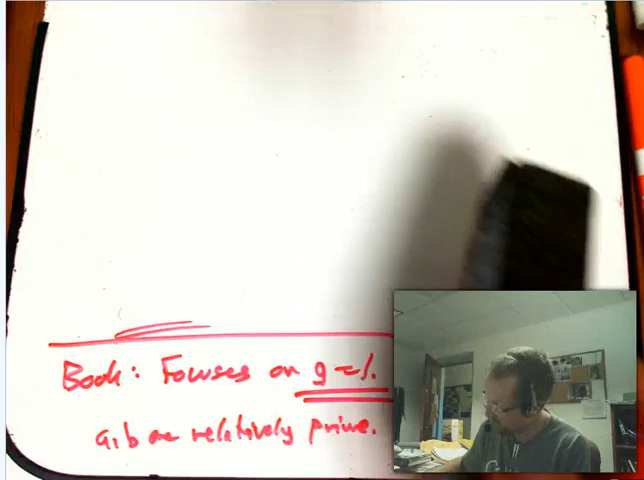 Book: Focuses on g=1.
a,b are relatively prime.